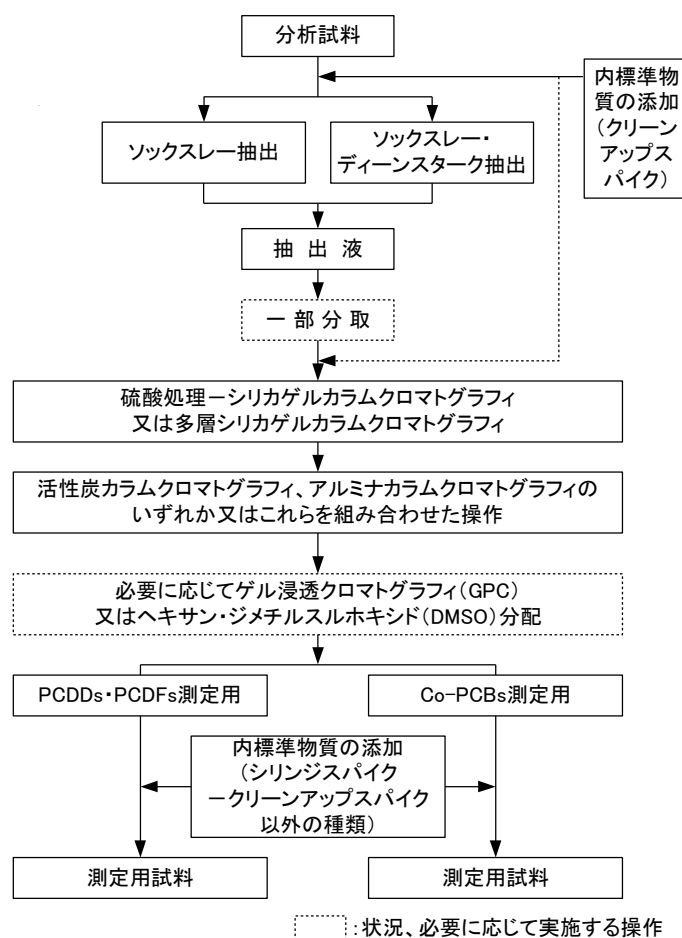 分析試料
内標準物
質の添加
(クリーン
アップス
パイク)
ソックスレー抽出
ソックスレー・
ディーンスターク抽出
抽 出 液
一 部 分 取
硫酸処理－シリカゲルカラムクロマトグラフィ
又は多層シリカゲルカラムクロマトグラフィ
活性炭カラムクロマトグラフィ、アルミナカラムクロマトグラフィの
いずれか又はこれらを組み合わせた操作
必要に応じてゲル浸透クロマトグラフィ(GPC)
又はヘキサン・ジメチルスルホキシド(DMSO)分配
PCDDs・PCDFs測定用
Co-PCBs測定用
内標準物質の添加
(シリンジスパイク
－クリーンアップスパイク
以外の種類)
測定用試料
測定用試料
:状況、必要に応じて実施する操作